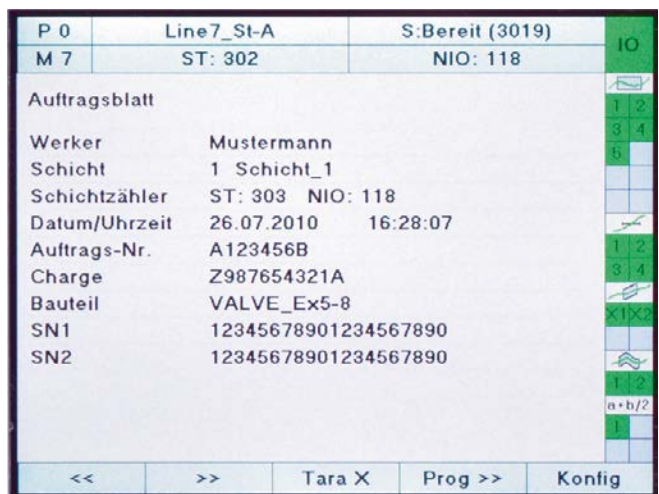 P 0 Line7_St-A S:Bereit (3019) IO
M 7 ST: 302 NIO: 118
Auftragsblatt
Werker Mustermann
Schicht 1 Schicht_1
Schichtzähler ST: 303 NIO: 118
Datum/Uhrzeit 26.07.2010 16:28:07
Auftrags-Nr. A123456B
Charge Z987654321A
Bauteil VALVE_Ex5-8
SN1 12345678901234567890
SN2 12345678901234567890
1 2
3 4
5
1 2
3 4
X1 X2
1 2
a+b/2
1
<< >> Tara X Prog >> Konfig